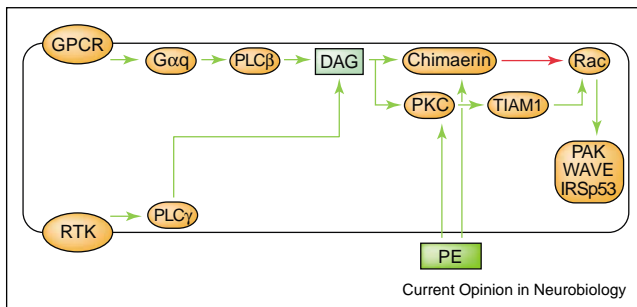 GPCR
Gαq
PLCβ
DAG
Chimaerin
Rac
PKC
TIAM1
PAK
WAVE
IRSp53
PLCγ
RTK
PE
Current Opinion in Neurobiology